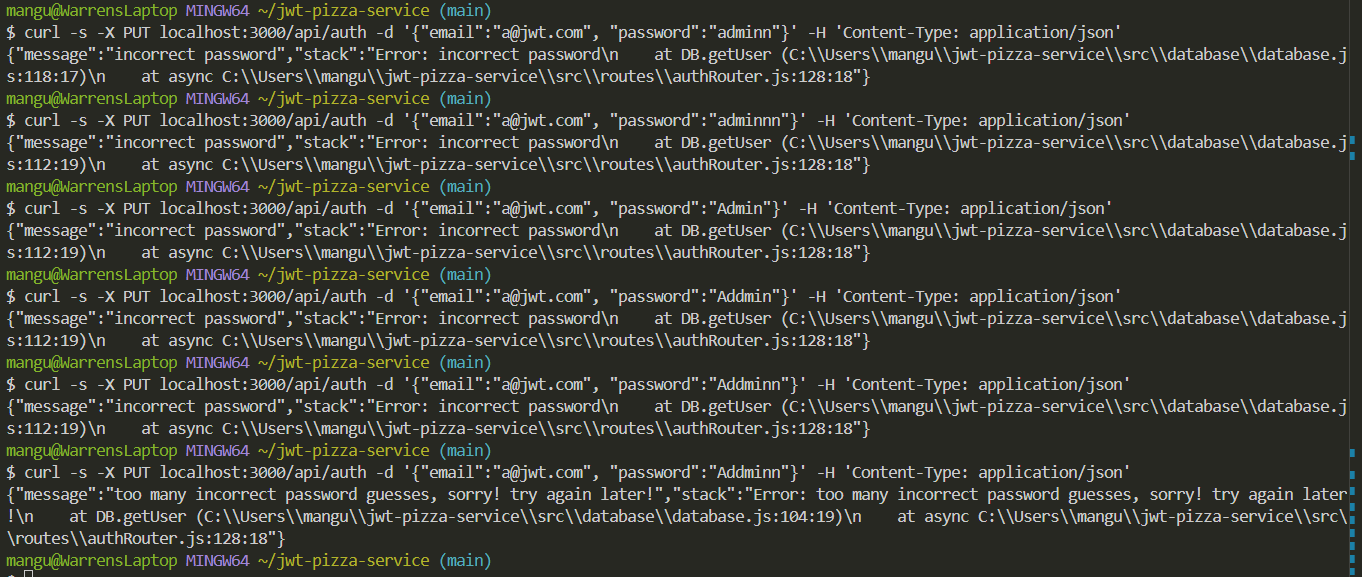 mangu@WarrensLaptop MINGW64 ~/jwt-pizza-service (main)
$ curl -s -X PUT localhost:3000/api/auth -d '{"email":"a@jwt.com", "password":"adminn"}' -H 'Content-Type: application/json'
{"message":"incorrect password","stack":"Error: incorrect password\n    at DB.getUser (C:\\Users\\mangu\\jwt-pizza-service\\src\\database\\database.j
s:118:17)\n    at async C:\\Users\\mangu\\jwt-pizza-service\\src\\routes\\authRouter.js:128:18"}
mangu@WarrensLaptop MINGW64 ~/jwt-pizza-service (main)
$ curl -s -X PUT localhost:3000/api/auth -d '{"email":"a@jwt.com", "password":"adminnn"}' -H 'Content-Type: application/json'
{"message":"incorrect password","stack":"Error: incorrect password\n    at DB.getUser (C:\\Users\\mangu\\jwt-pizza-service\\src\\database\\database.j
s:112:19)\n    at async C:\\Users\\mangu\\jwt-pizza-service\\src\\routes\\authRouter.js:128:18"}
mangu@WarrensLaptop MINGW64 ~/jwt-pizza-service (main)
$ curl -s -X PUT localhost:3000/api/auth -d '{"email":"a@jwt.com", "password":"Admin"}' -H 'Content-Type: application/json'
{"message":"incorrect password","stack":"Error: incorrect password\n    at DB.getUser (C:\\Users\\mangu\\jwt-pizza-service\\src\\database\\database.j
s:112:19)\n    at async C:\\Users\\mangu\\jwt-pizza-service\\src\\routes\\authRouter.js:128:18"}
mangu@WarrensLaptop MINGW64 ~/jwt-pizza-service (main)
$ curl -s -X PUT localhost:3000/api/auth -d '{"email":"a@jwt.com", "password":"Addmin"}' -H 'Content-Type: application/json'
{"message":"incorrect password","stack":"Error: incorrect password\n    at DB.getUser (C:\\Users\\mangu\\jwt-pizza-service\\src\\database\\database.j
s:112:19)\n    at async C:\\Users\\mangu\\jwt-pizza-service\\src\\routes\\authRouter.js:128:18"}
mangu@WarrensLaptop MINGW64 ~/jwt-pizza-service (main)
$ curl -s -X PUT localhost:3000/api/auth -d '{"email":"a@jwt.com", "password":"Addminn"}' -H 'Content-Type: application/json'
{"message":"incorrect password","stack":"Error: incorrect password\n    at DB.getUser (C:\\Users\\mangu\\jwt-pizza-service\\src\\database\\database.j
s:112:19)\n    at async C:\\Users\\mangu\\jwt-pizza-service\\src\\routes\\authRouter.js:128:18"}
mangu@WarrensLaptop MINGW64 ~/jwt-pizza-service (main)
$ curl -s -X PUT localhost:3000/api/auth -d '{"email":"a@jwt.com", "password":"Addminn"}' -H 'Content-Type: application/json'
{"message":"too many incorrect password guesses, sorry! try again later!","stack":"Error: too many incorrect password guesses, sorry! try again later
!\n    at DB.getUser (C:\\Users\\mangu\\jwt-pizza-service\\src\\database\\database.js:104:19)\n    at async C:\\Users\\mangu\\jwt-pizza-service\\src\
\routes\\authRouter.js:128:18"}
mangu@WarrensLaptop MINGW64 ~/jwt-pizza-service (main)